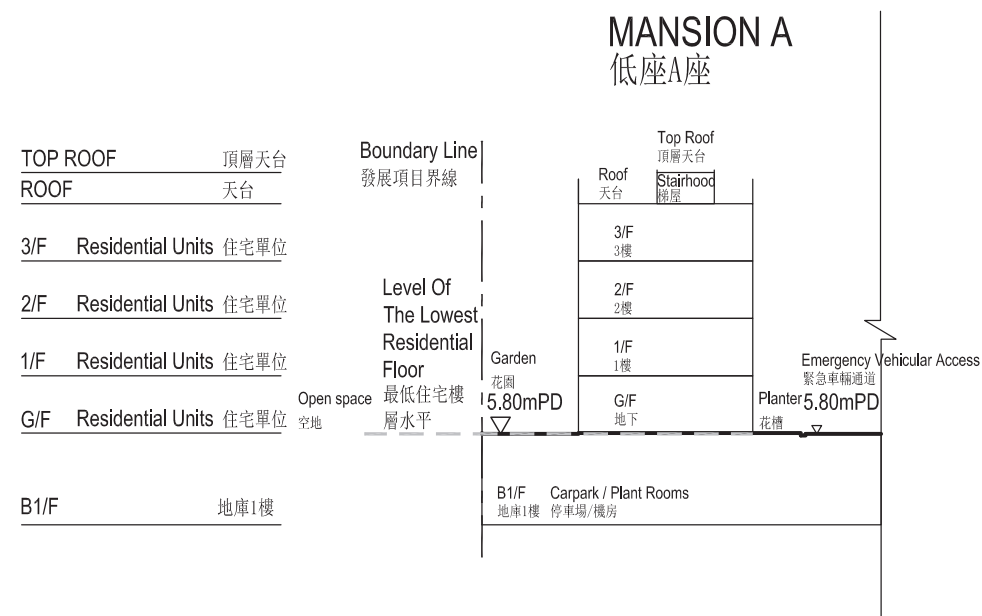 MANSION A
低座A座
TOP ROOF 頂層天台
ROOF 天台
3/F Residential Units 住宅單位
2/F Residential Units 住宅單位
1/F Residential Units 住宅單位
G/F Residential Units 住宅單位
B1/F 地庫1樓
Boundary Line
發展項目界線
Level Of
The Lowest
Residential
Floor
最低住宅樓
層水平
Open space
空地
Garden
花園
5.80mPD
Top Roof
頂層天台
Roof
天台
Stairhood
梯屋
3/F
3樓
2/F
2樓
1/F
1樓
G/F
地下
Planter
花槽
Emergency Vehicular Access
緊急車輛通道
5.80mPD
B1/F Carpark / Plant Rooms
地庫1樓 停車場/機房